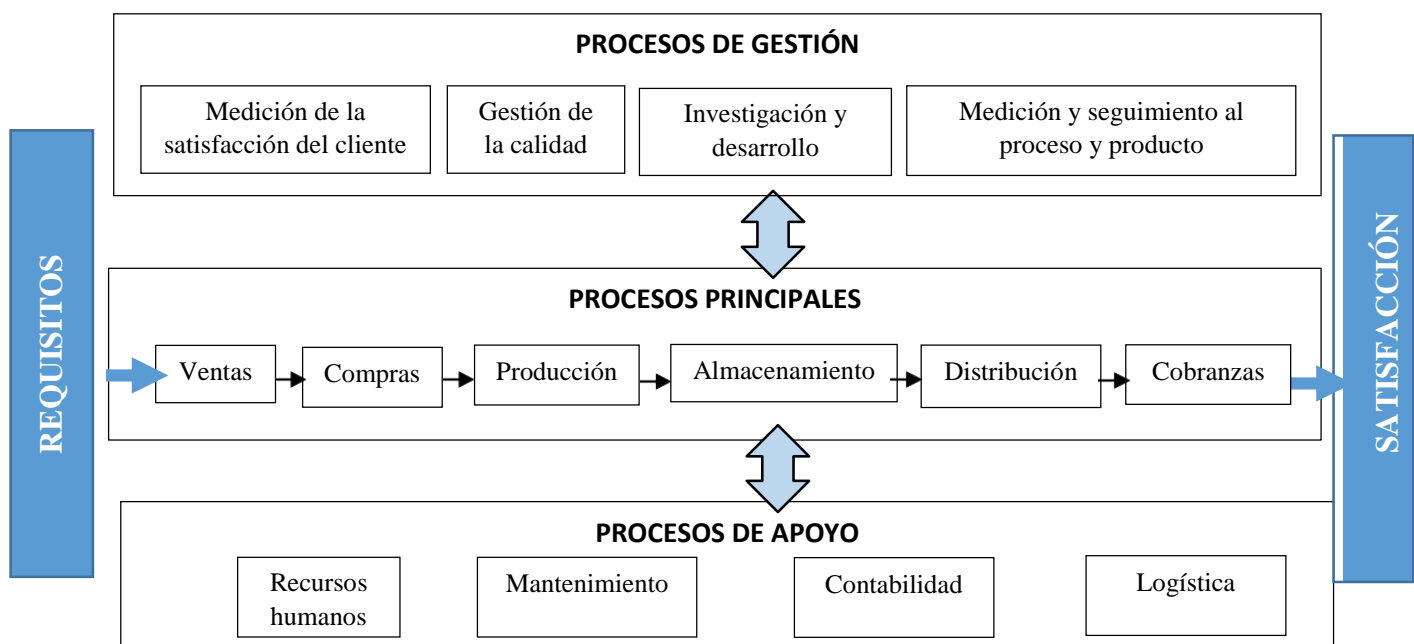 PROCESOS DE GESTIÓN
Medición de la
satisfacción del cliente
Gestión de
la calidad
Investigación y
desarrollo
Medición y seguimiento al
proceso y producto
REQUISITOS
PROCESOS PRINCIPALES
Ventas
Compras
Producción
Almacenamiento
Distribución
Cobranzas
SATISFACCIÓN
PROCESOS DE APOYO
Recursos
humanos
Mantenimiento
Contabilidad
Logística